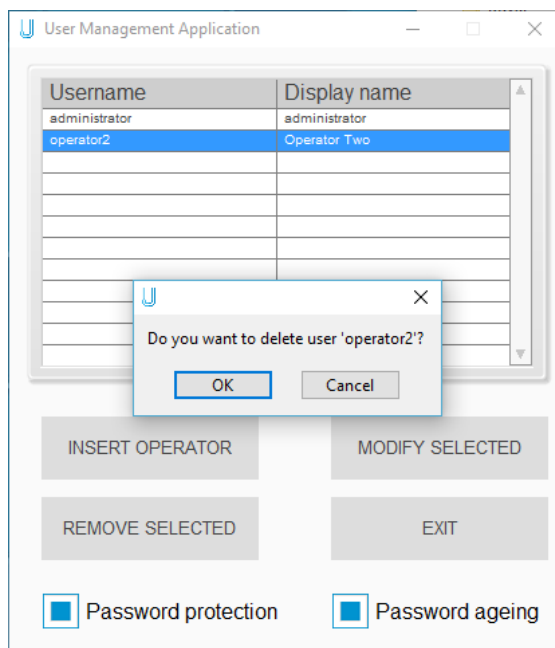 User Management Application
Username Display name
administrator administrator
operator2 Operator Two
Do you want to delete user 'operator2'?
OK Cancel
INSERT OPERATOR MODIFY SELECTED
REMOVE SELECTED EXIT
Password protection Password ageing